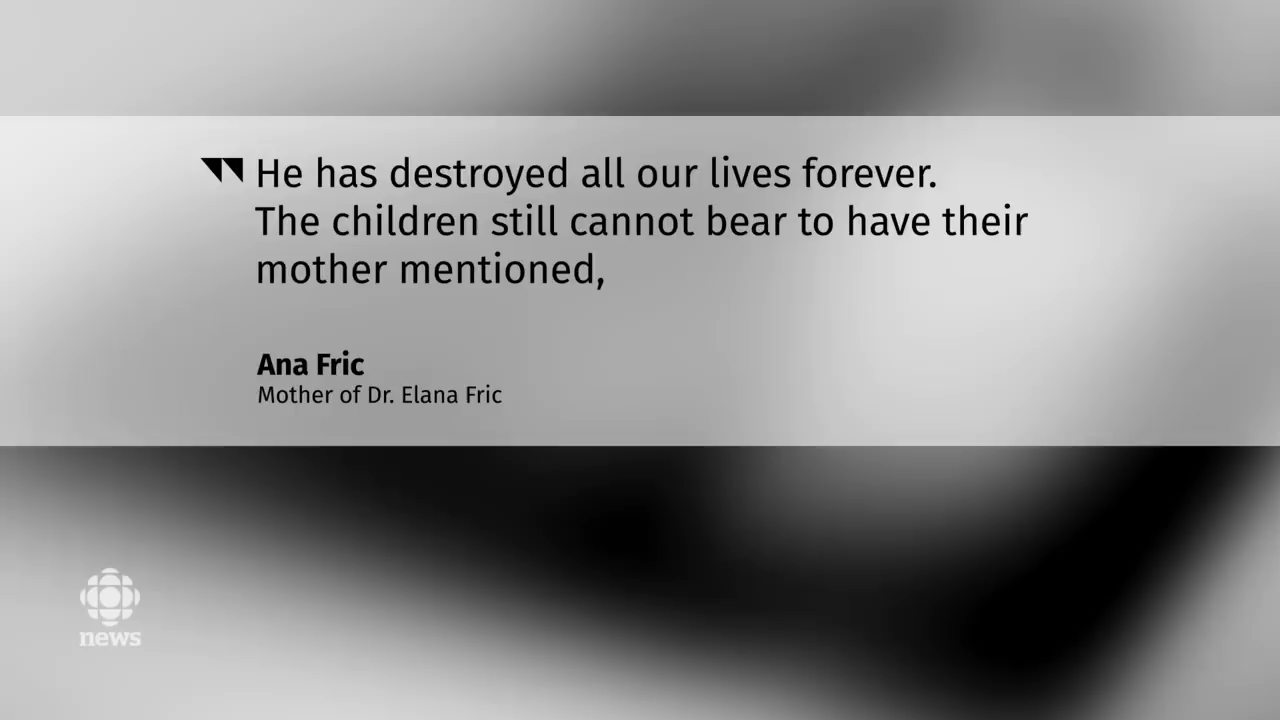 He has destroyed all our lives forever.
The children still cannot bear to have their
mother mentioned,
Ana Fric
Mother of Dr. Elana Fric
news